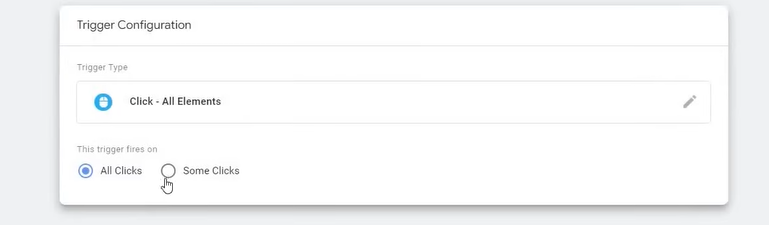 Trigger Configuration
Trigger Type
Click - All Elements
This trigger fires on
All Clicks Some Clicks